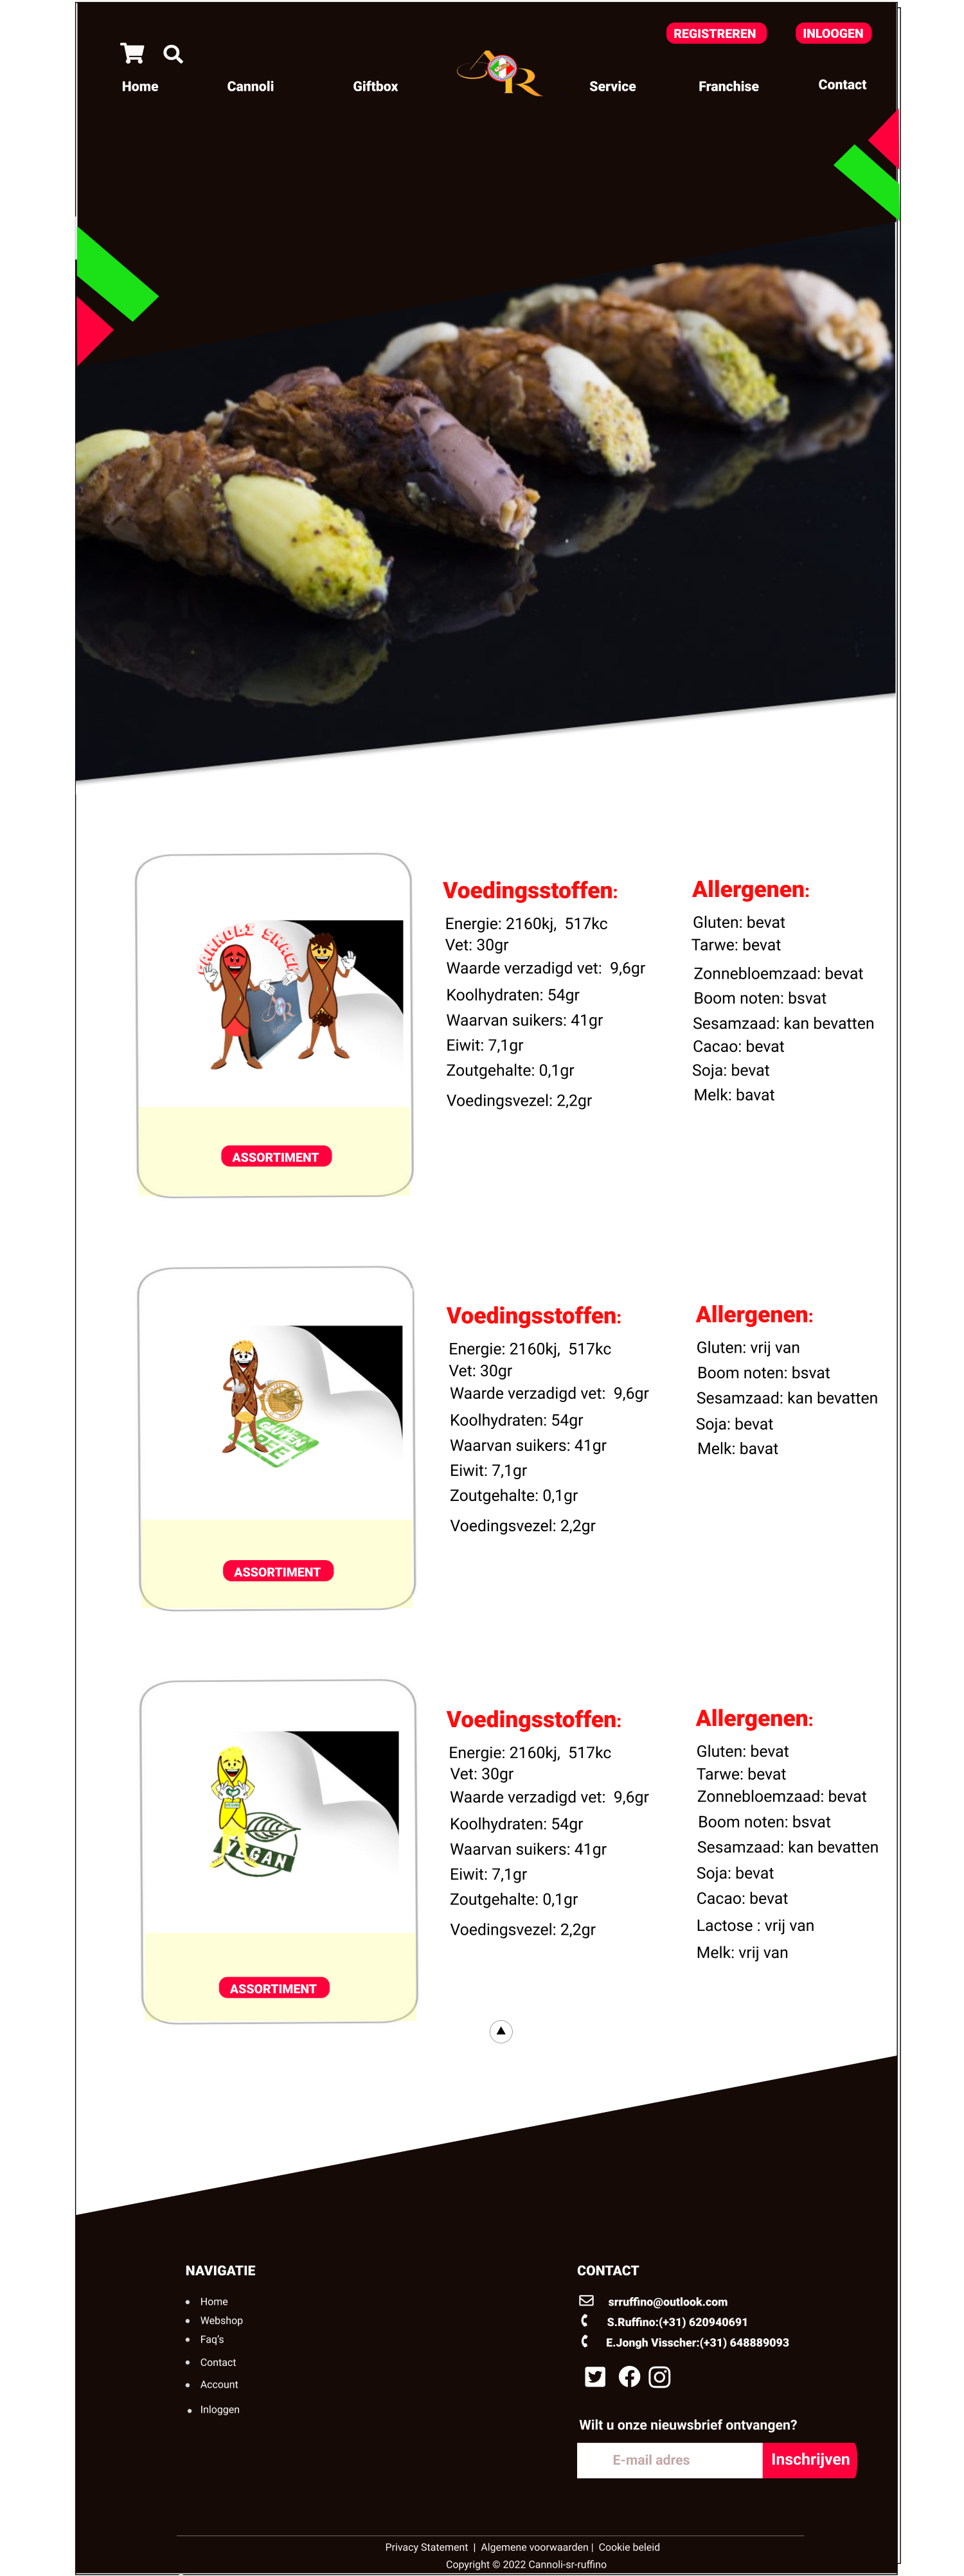 REGISTREREN INLOOGEN
Home Cannoli Giftbox Service Franchise Contact
CANNOLI SNACK
Voedingsstoffen:
Energie: 2160kj, 517kc
Vet: 30gr
Waarde verzadigd vet: 9,6gr
Koolhydraten: 54gr
Waarvan suikers: 41gr
Eiwit: 7,1gr
Zoutgehalte: 0,1gr
Voedingsvezel: 2,2gr
Allergenen:
Gluten: bevat
Tarwe: bevat
Zonnebloemzaad: bevat
Boom noten: bsvat
Sesamzaad: kan bevatten
Cacao: bevat
Soja: bevat
Melk: bavat
ASSORTIMENT
Voedingsstoffen:
Energie: 2160kj, 517kc
Vet: 30gr
Waarde verzadigd vet: 9,6gr
Koolhydraten: 54gr
Waarvan suikers: 41gr
Eiwit: 7,1gr
Zoutgehalte: 0,1gr
Voedingsvezel: 2,2gr
Allergenen:
Gluten: vrij van
Boom noten: bsvat
Sesamzaad: kan bevatten
Soja: bevat
Melk: bavat
ASSORTIMENT
VEGAN
Voedingsstoffen:
Energie: 2160kj, 517kc
Vet: 30gr
Waarde verzadigd vet: 9,6gr
Koolhydraten: 54gr
Waarvan suikers: 41gr
Eiwit: 7,1gr
Zoutgehalte: 0,1gr
Voedingsvezel: 2,2gr
Allergenen:
Gluten: bevat
Tarwe: bevat
Zonnebloemzaad: bevat
Boom noten: bsvat
Sesamzaad: kan bevatten
Soja: bevat
Cacao: bevat
Lactose : vrij van
Melk: vrij van
ASSORTIMENT
NAVIGATIE
Home
Webshop
Faq's
Contact
Account
Inloggen
CONTACT
srruffino@outlook.com
S.Ruffino:(+31) 620940691
E.Jongh Visscher:(+31) 648889093
Wilt u onze nieuwsbrief ontvangen?
E-mail adres Inschrijven
Privacy Statement | Algemene voorwaarden | Cookie beleid
Copyright © 2022 Cannoli-sr-ruffino